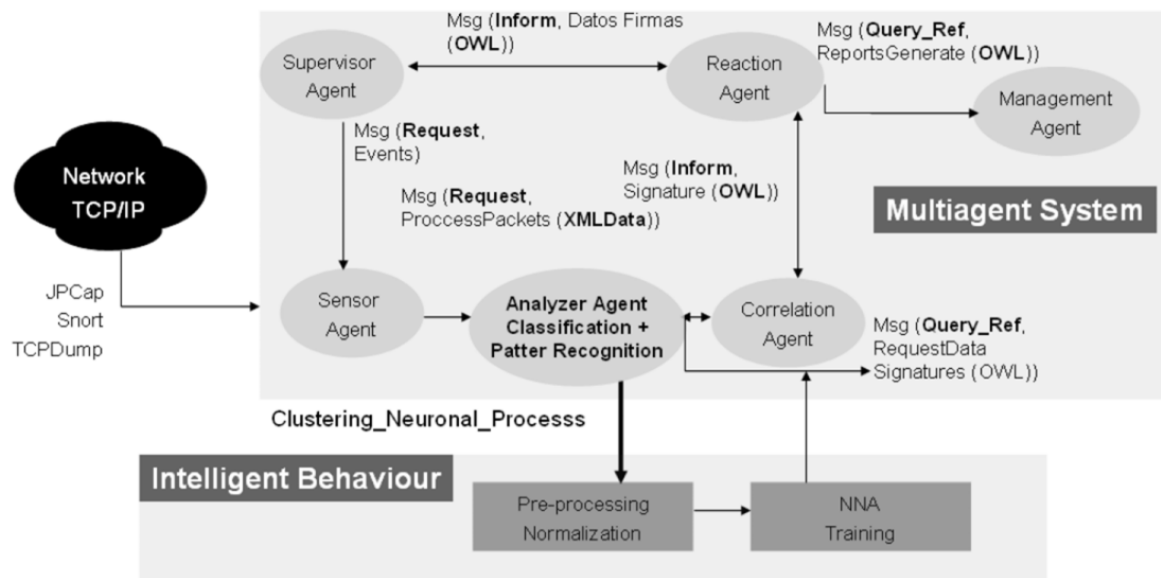 Msg (Inform, Datos Firmas
(OWL))
Msg (Query_Ref,
ReportsGenerate (OWL))
Supervisor
Agent
Reaction
Agent
Management
Agent
Msg (Request,
Events)
Network
TCP/IP
Msg (Request,
ProccessPackets (XMLData))
Msg (Inform,
Signature (OWL))
Multiagent System
JPCap
Snort
TCPDump
Sensor
Agent
Analyzer Agent
Classification +
Patter Recognition
Correlation
Agent
Msg (Query_Ref,
RequestData
Signatures (OWL))
Clustering_Neuronal_Processs
Intelligent Behaviour
Pre-processing
Normalization
NNA
Training